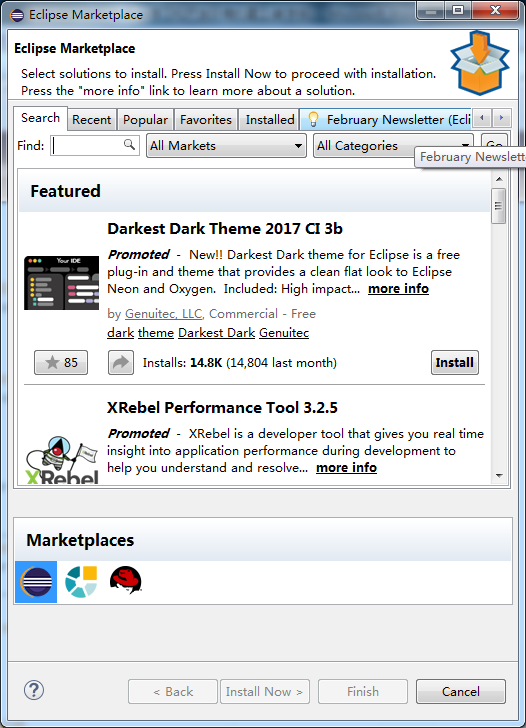 Eclipse Marketplace
Eclipse Marketplace
Select solutions to install. Press Install Now to proceed with installation.
Press the "more info" link to learn more about a solution.
Search Recent Popular Favorites Installed February Newsletter (Ecli
Find: All Markets All Categories Go
February Newslett
Featured
Darkest Dark Theme 2017 CI 3b
Promoted - New!! Darkest Dark theme for Eclipse is a free
plug-in and theme that provides a clean flat look to Eclipse
Neon and Oxygen. Included: High impact... more info
Your IDE
by Genuitec, LLC, Commercial - Free
dark theme Darkest Dark Genuitec
85 Installs: 14.8K (14,804 last month) Install
XRebel Performance Tool 3.2.5
Promoted - XRebel is a developer tool that gives you real time
insight into application performance during development to
help you understand and resolve... more info
XRebel
Marketplaces
? < Back Install Now > Finish Cancel